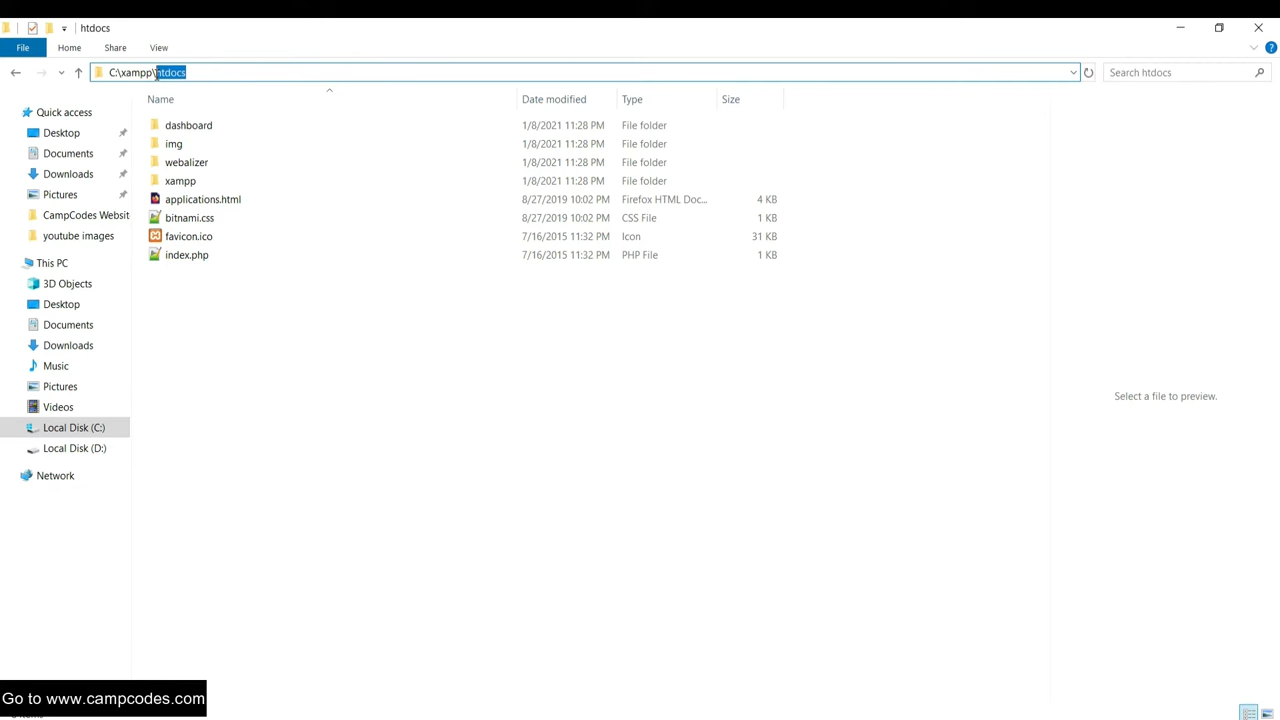 htdocs
File Home Share View
C:\xampp\htdocs Search htdocs
Name Date modified Type Size
Quick access
Desktop
Documents
Downloads
Pictures
CampCodes Websit
youtube images
This PC
3D Objects
Desktop
Documents
Downloads
Music
Pictures
Videos
Local Disk (C:)
Local Disk (D:)
Network
dashboard 1/8/2021 11:28 PM File folder
img 1/8/2021 11:28 PM File folder
webalizer 1/8/2021 11:28 PM File folder
xampp 1/8/2021 11:28 PM File folder
applications.html 8/27/2019 10:02 PM Firefox HTML Doc... 4 KB
bitnami.css 8/27/2019 10:02 PM CSS File 1 KB
favicon.ico 7/16/2015 11:32 PM Icon 31 KB
index.php 7/16/2015 11:32 PM PHP File 1 KB
Select a file to preview.
Go to www.campcodes.com